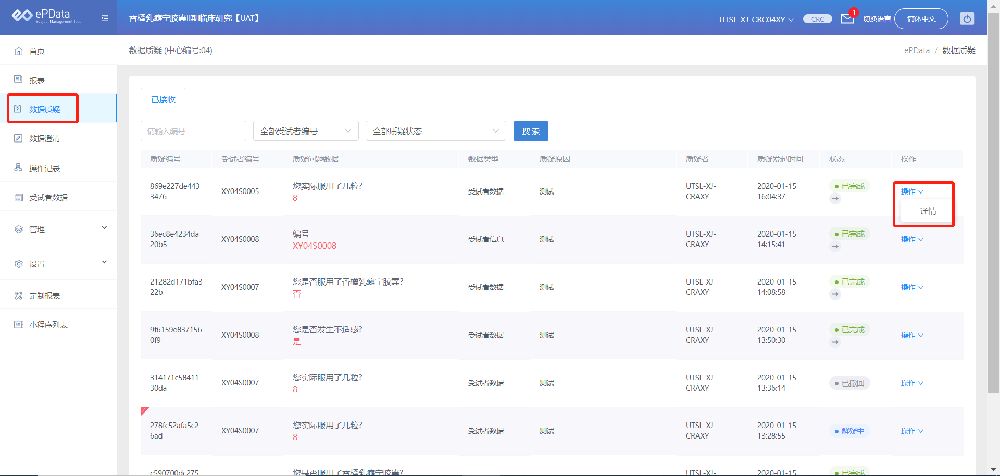 ePData
Subject Management Tool
香橘乳癖宁胶囊II期临床研究【UAT】
UTSL-XJ-CRC04XY
CRC
1
切换语言
简体中文
首页
报表
数据质疑
数据澄清
操作记录
受试者数据
管理
设置
定制报表
小程序列表
数据质疑 (中心编号:04)
ePData / 数据质疑
已接收
请输入编号
全部受试者编号
全部质疑状态
搜 索
质疑编号 受试者编号 质疑问题数据 数据类型 质疑原因 质疑者 质疑发起时间 状态 操作
869e227de443
3476
XY04S0005
您实际服用了几粒?
8
受试者数据
测试
UTSL-XJ-
CRAXY
2020-01-15
16:04:37
已完成
操作
详情
36ec8e4234da
20b5
XY04S0008
编号
XY04S0008
受试者信息
测试
UTSL-XJ-
CRAXY
2020-01-15
14:15:41
已完成
操作
21282d171bfa3
22b
XY04S0007
您是否服用了香橘乳癖宁胶囊?
否
受试者数据
测试
UTSL-XJ-
CRAXY
2020-01-15
14:08:58
已完成
操作
9f6159e837156
0f9
XY04S0008
您是否发生不适感?
是
受试者数据
测试
UTSL-XJ-
CRAXY
2020-01-15
13:50:30
已完成
操作
314171c58411
30da
XY04S0007
您实际服用了几粒?
8
受试者数据
测试
UTSL-XJ-
CRAXY
2020-01-15
13:36:14
已撤回
操作
278fc52afa5c2
6ad
XY04S0007
您实际服用了几粒?
8
受试者数据
测试
UTSL-XJ-
CRAXY
2020-01-15
13:28:55
解疑中
操作
c590700dc275
您是否服用了香橘乳癖宁胶囊?
UTSL-XJ-
2020-01-15
已完成